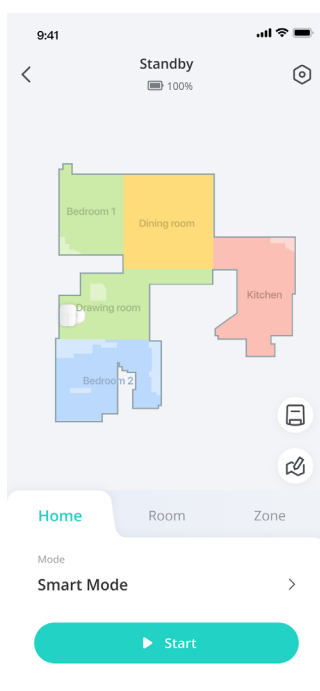 9:41
Standby
100%
Bedroom 1
Dining room
Kitchen
Drawing room
Bedroom 2
Home
Room
Zone
Mode
Smart Mode
Start